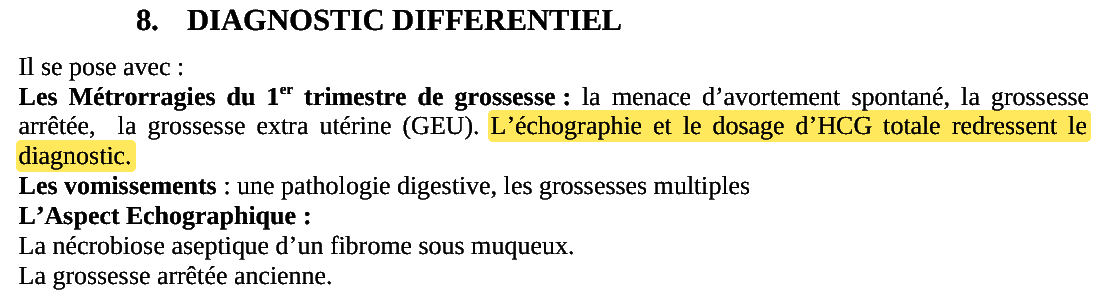 8. DIAGNOSTIC DIFFERENTIEL
Il se pose avec :
Les Métrorragies du 1er trimestre de grossesse : la menace d’avortement spontané, la grossesse
arrêtée, la grossesse extra utérine (GEU). L’échographie et le dosage d’HCG totale redressent le
diagnostic.
Les vomissements : une pathologie digestive, les grossesses multiples
L’Aspect Echographique :
La nécrobiose aseptique d’un fibrome sous muqueux.
La grossesse arrêtée ancienne.